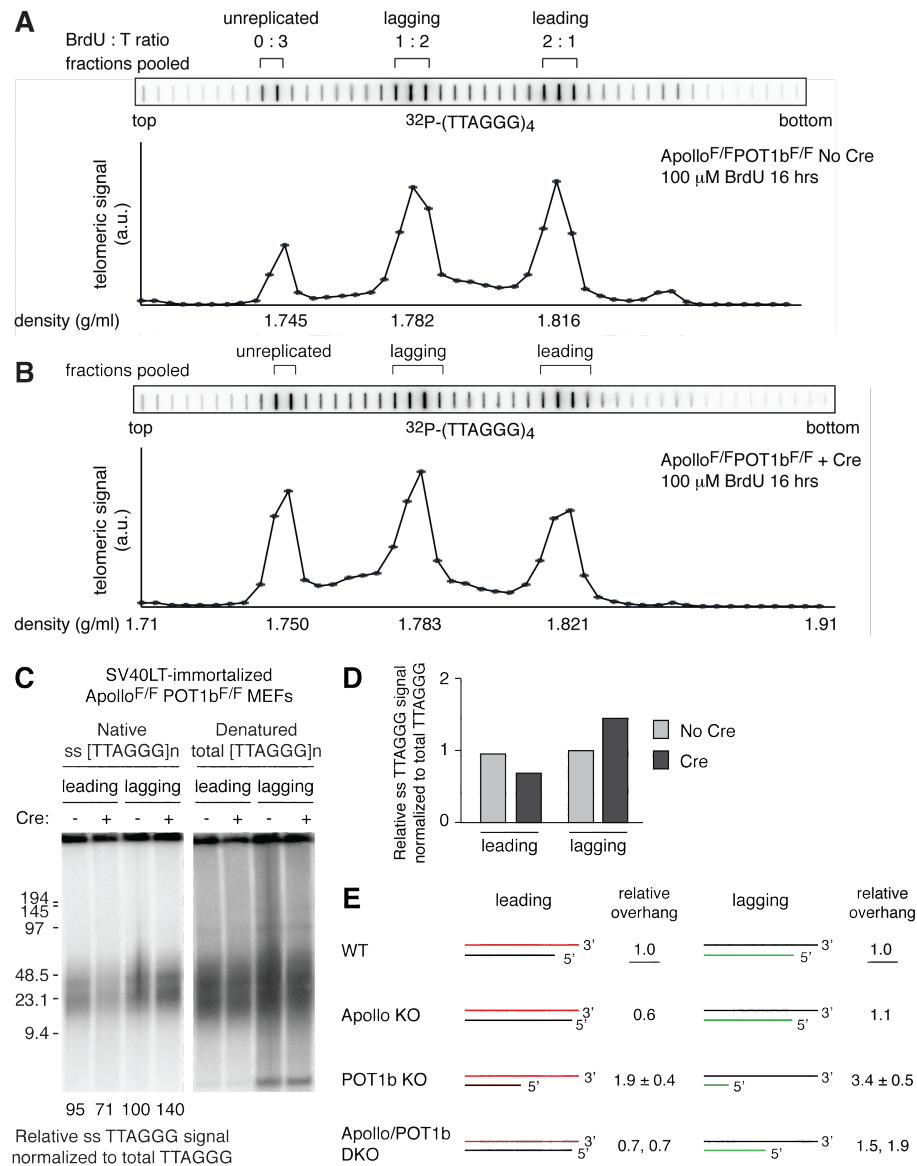 A
unreplicated lagging leading
BrdU : T ratio 0 : 3 1 : 2 2 : 1
fractions pooled
top 32P-(TTAGGG)4 bottom
ApolloF/FPOT1bF/F No Cre
100 μM BrdU 16 hrs
telomeric signal
(a.u.)
density (g/ml) 1.745 1.782 1.816
B
unreplicated lagging leading
fractions pooled
top 32P-(TTAGGG)4 bottom
ApolloF/FPOT1bF/F + Cre
100 μM BrdU 16 hrs
telomeric signal
(a.u.)
density (g/ml) 1.71 1.750 1.783 1.821 1.91
C
SV40LT-immortalized
ApolloF/F POT1bF/F MEFs
Native Denatured
ss [TTAGGG]n total [TTAGGG]n
leading lagging leading lagging
Cre: - + - + - + - +
194
145
97
48.5
23.1
9.4
95 71 100 140
Relative ss TTAGGG signal
normalized to total TTAGGG
D
Relative ss TTAGGG signal
normalized to total TTAGGG
2
1
0
No Cre
Cre
leading lagging
E
leading relative overhang lagging relative overhang
WT 3' 5' 1.0 3' 5' 1.0
Apollo KO 3' 5' 0.6 3' 5' 1.1
POT1b KO 3' 5' 1.9 ± 0.4 3' 5' 3.4 ± 0.5
Apollo/POT1b
DKO 3' 5' 0.7, 0.7 3' 5' 1.5, 1.9